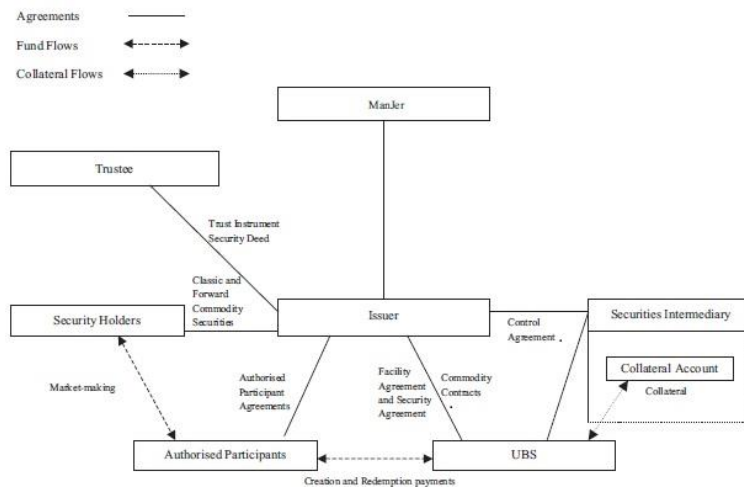 Agreements
Fund Flows
Collateral Flows
ManJer
Trustee
Trust Instrument
Security Deed
Classic and
Forward
Commodity
Securities
Security Holders
Issuer
Securities Intermediary
Control
Agreement .
Collateral Account
Collateral
Market-making
Authorised
Participant
Agreements
Facility
Agreement
and Security
Agreement
Commodity
Contracts
.
Authorised Participants
UBS
Creation and Redemption payments